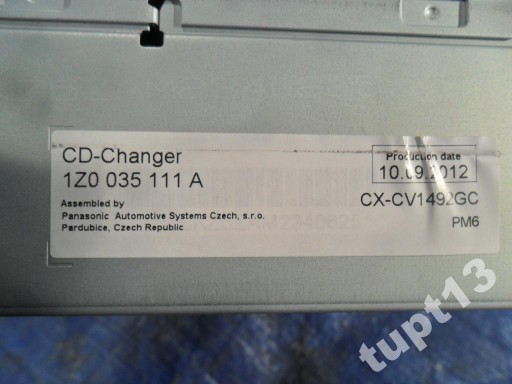 CD-Changer
1Z0 035 111 A
Production date
10.09.2012
Assembled by
Panasonic Automotive Systems Czech, s.r.o.
Pardubice, Czech Republic
CX-CV1492GC
PM6
tupt13